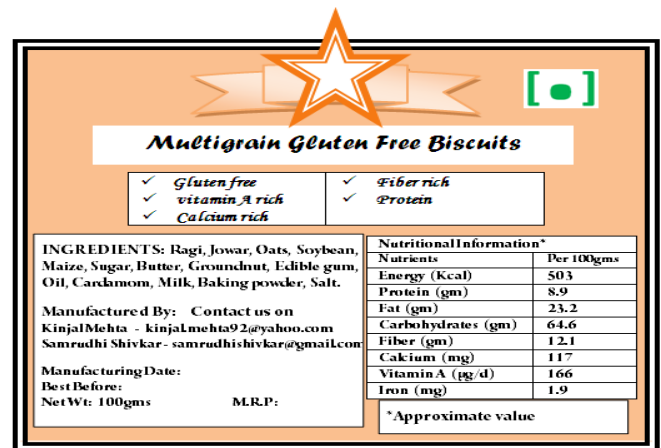 Multigrain Gluten Free Biscuits
✓ Gluten free
✓ vitamin A rich
✓ Calcium rich
✓ Fiber rich
✓ Protein
INGREDIENTS: Ragi, Jowar, Oats, Soybean,
Maize, Sugar, Butter, Groundnut, Edible gum,
Oil, Cardamom, Milk, Baking powder, Salt.
Manufactured By: Contact us on
Kinjal Mehta - kinjal.mehta92@yahoo.com
Samrudhi Shivkar - samrudhishivkar@gmail.com
Manufacturing Date:
Best Before:
Net Wt: 100gms M.R.P:
Nutritional Information*
Nutrients Per 100gms
Energy (Kcal) 503
Protein (gm) 8.9
Fat (gm) 23.2
Carbohydrates (gm) 64.6
Fiber (gm) 12.1
Calcium (mg) 117
Vitamin A (µg/d) 166
Iron (mg) 1.9
*Approximate value